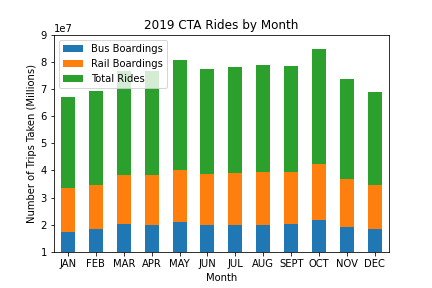 2019 CTA Rides by Month
1e7
9
8
7
6
5
4
3
2
1
Number of Trips Taken (Millions)
Bus Boardings
Rail Boardings
Total Rides
JAN FEB MAR APR MAY JUN JUL AUG SEPT OCT NOV DEC
Month